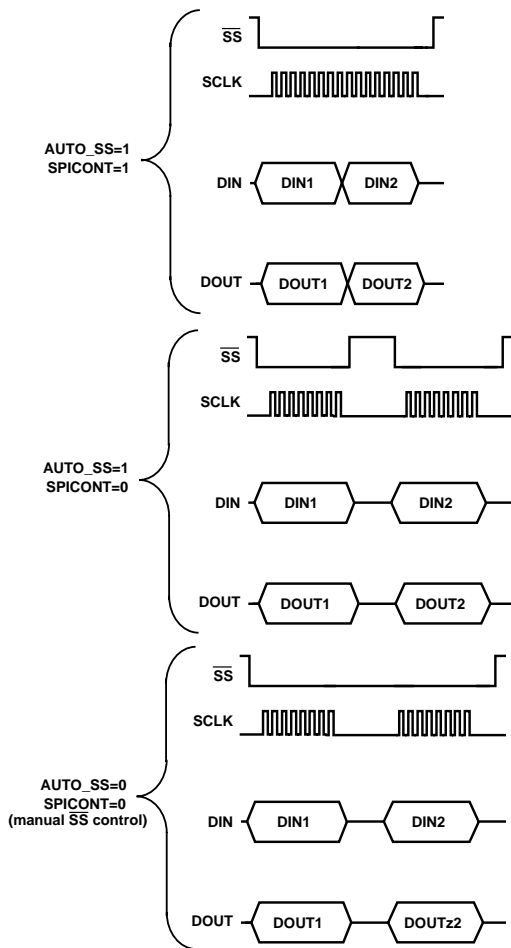 SS
SCLK
AUTO_SS=1
SPICONT=1
DIN DIN1 DIN2
DOUT DOUT1 DOUT2
SS
SCLK
AUTO_SS=1
SPICONT=0
DIN DIN1 DIN2
DOUT DOUT1 DOUT2
SS
SCLK
AUTO_SS=0
SPICONT=0
(manual SS control)
DIN DIN1 DIN2
DOUT DOUT1 DOUTz2